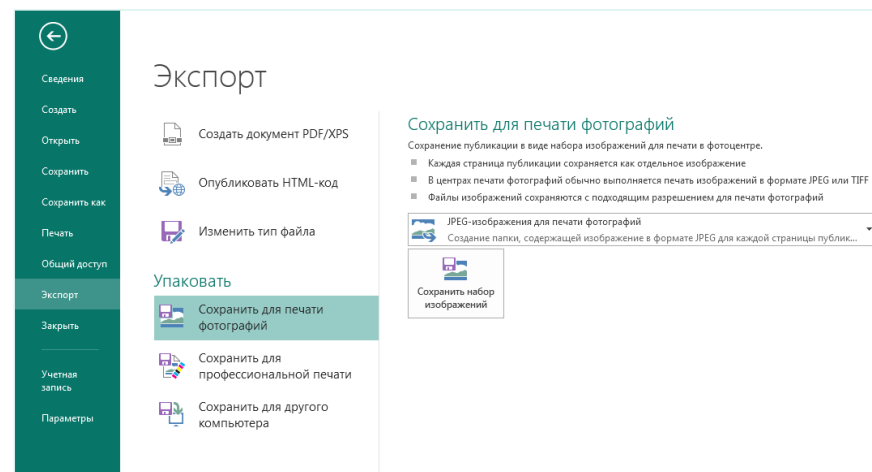 Экспорт
Сведения
Создать
Открыть
Сохранить
Сохранить как
Печать
Общий доступ
Экспорт
Закрыть
Учетная
запись
Параметры
Создать документ PDF/XPS
Опубликовать HTML-код
Изменить тип файла
Упаковать
Сохранить для печати
фотографий
Сохранить для
профессиональной печати
Сохранить для другого
компьютера
Сохранить для печати фотографий
Сохранение публикации в виде набора изображений для печати в фотоцентре.
Каждая страница публикации сохраняется как отдельное изображение
В центрах печати фотографий обычно выполняется печать изображений в формате JPEG или TIFF
Файлы изображений сохраняются с подходящим разрешением для печати фотографий
JPEG-изображения для печати фотографий
Создание папки, содержащей изображение в формате JPEG для каждой страницы публик...
Сохранить набор
изображений